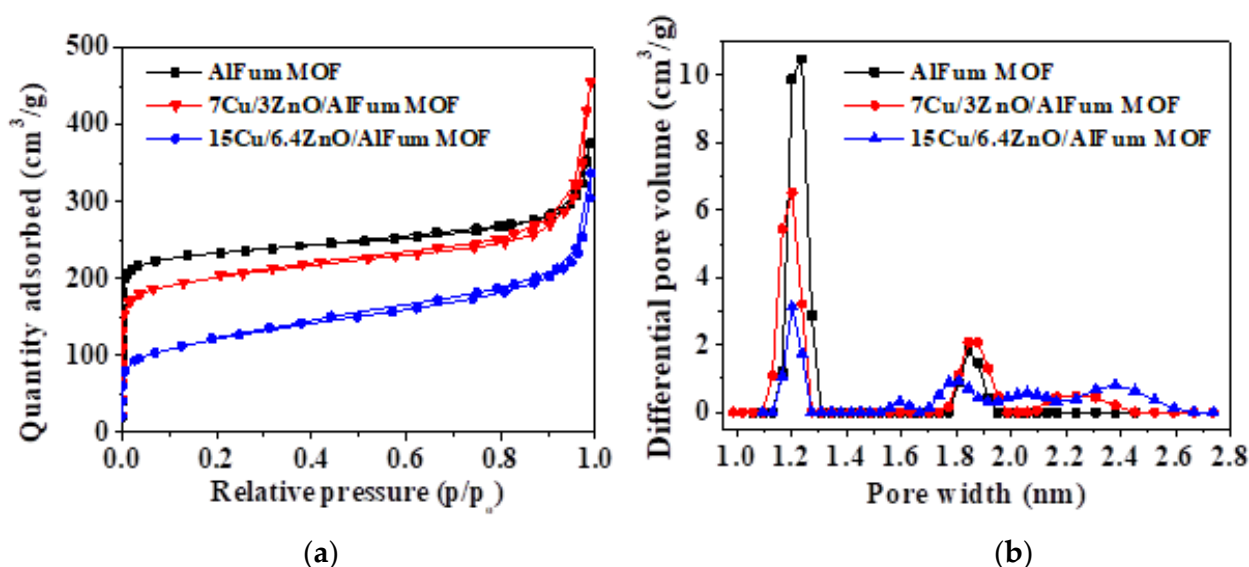 500
400
300
200
100
0
Quantity adsorbed (cm³/g)
AlFum MOF
7Cu/3ZnO/AlFum MOF
15Cu/6.4ZnO/AlFum MOF
0.0 0.2 0.4 0.6 0.8 1.0
Relative pressure (p/pₒ)
(a)
10
8
6
4
2
0
Differential pore volume (cm³/g)
AlFum MOF
7Cu/3ZnO/AlFum MOF
15Cu/6.4ZnO/AlFum MOF
1.0 1.2 1.4 1.6 1.8 2.0 2.2 2.4 2.6 2.8
Pore width (nm)
(b)